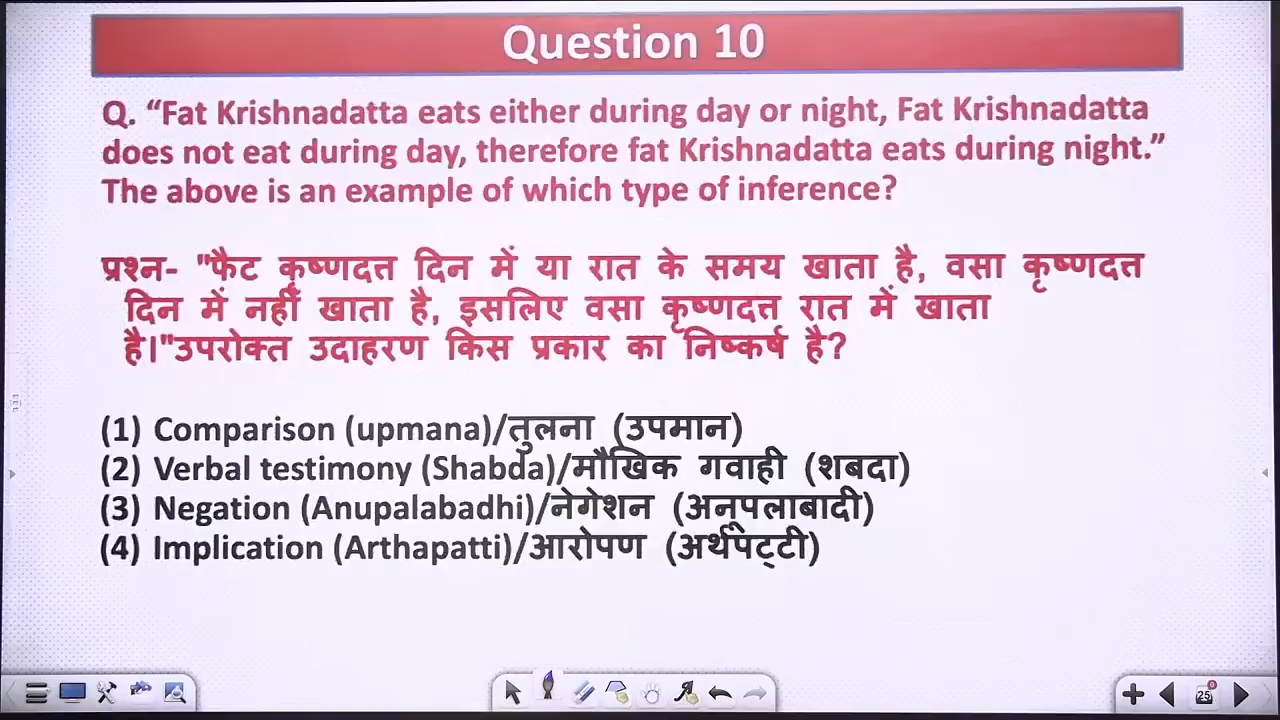 Question 10
Q. “Fat Krishnadatta eats either during day or night, Fat Krishnadatta
does not eat during day, therefore fat Krishnadatta eats during night.”
The above is an example of which type of inference?
प्रश्न- "फैट कृष्णदत्त दिन में या रात के समय खाता है, वसा कृष्णदत्त
दिन में नहीं खाता है, इसलिए वसा कृष्णदत्त रात में खाता
है।"उपरोक्त उदाहरण किस प्रकार का निष्कर्ष है?
(1) Comparison (upmana)/तुलना (उपमान)
(2) Verbal testimony (Shabda)/मौखिक गवाही (शबदा)
(3) Negation (Anupalabadhi)/नेगेशन (अनूपलाबादी)
(4) Implication (Arthapatti)/आरोपण (अर्थपट्टी)
25